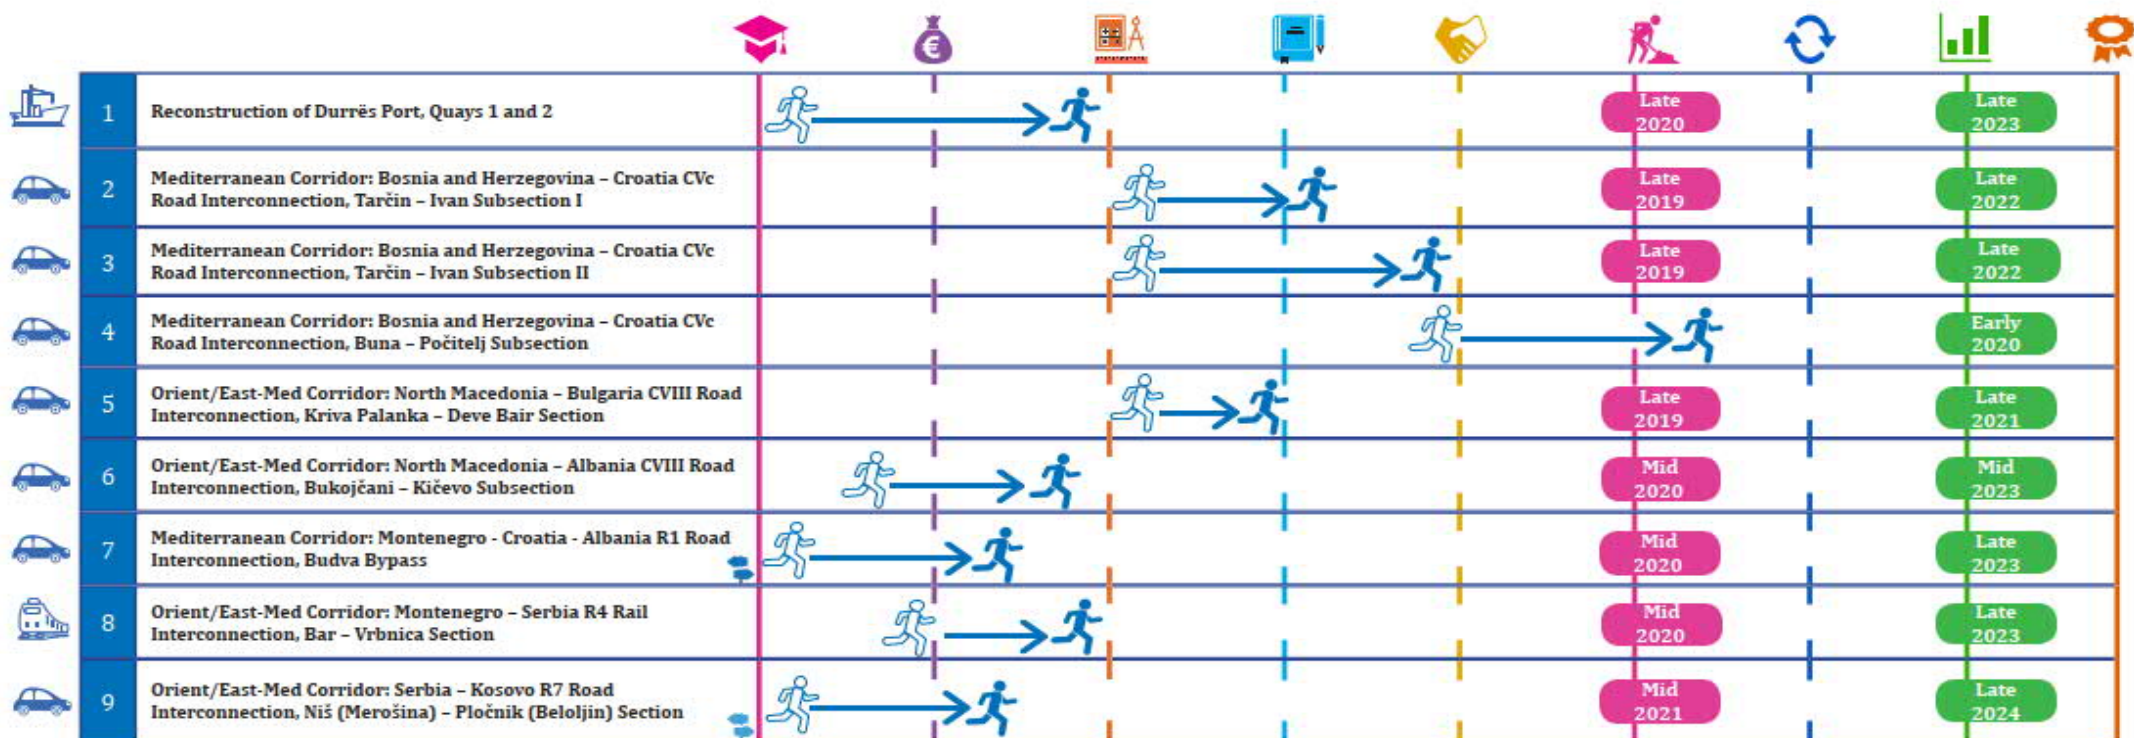 €
1
Reconstruction of Durrës Port, Quays 1 and 2
Late
2020
Late
2023
2
Mediterranean Corridor: Bosnia and Herzegovina – Croatia CVc
Road Interconnection, Tarčin – Ivan Subsection I
Late
2019
Late
2022
3
Mediterranean Corridor: Bosnia and Herzegovina – Croatia CVc
Road Interconnection, Tarčin – Ivan Subsection II
Late
2019
Late
2022
4
Mediterranean Corridor: Bosnia and Herzegovina – Croatia CVc
Road Interconnection, Buna – Počitelj Subsection
Early
2020
5
Orient/East-Med Corridor: North Macedonia – Bulgaria CVIII Road
Interconnection, Kriva Palanka – Deve Bair Section
Late
2019
Late
2021
6
Orient/East-Med Corridor: North Macedonia – Albania CVIII Road
Interconnection, Bukojčani – Kičevo Subsection
Mid
2020
Mid
2023
7
Mediterranean Corridor: Montenegro - Croatia - Albania R1 Road
Interconnection, Budva Bypass
Mid
2020
Late
2023
8
Orient/East-Med Corridor: Montenegro – Serbia R4 Rail
Interconnection, Bar – Vrbnica Section
Mid
2020
Late
2023
9
Orient/East-Med Corridor: Serbia – Kosovo R7 Road
Interconnection, Niš (Merošina) – Pločnik (Beloljin) Section
Mid
2021
Late
2024